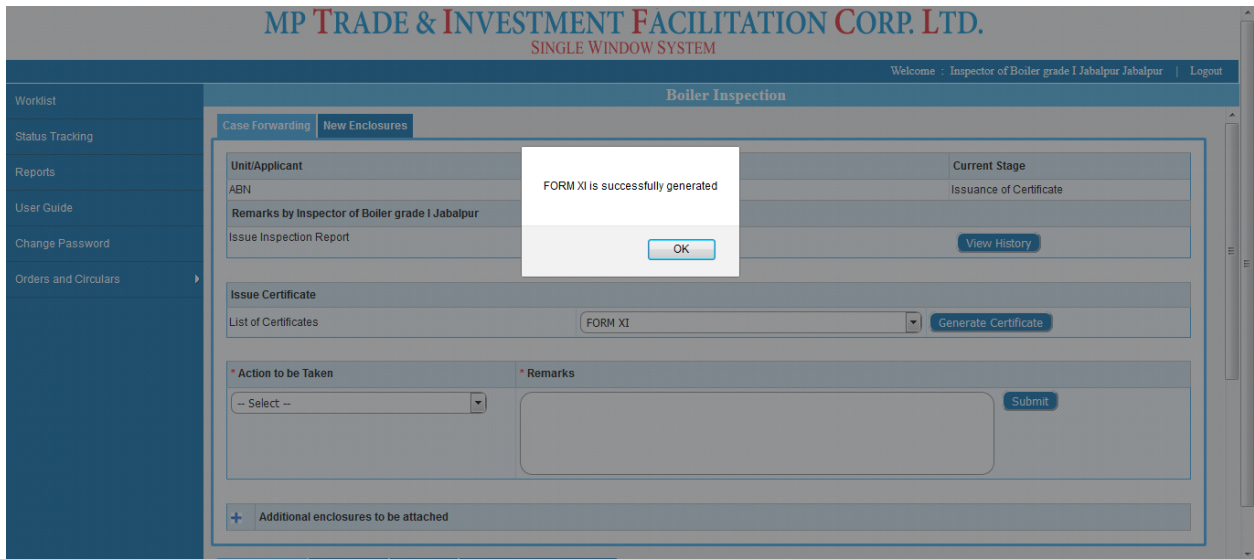 MP TRADE & INVESTMENT FACILITATION CORP. LTD.
SINGLE WINDOW SYSTEM
Welcome : Inspector of Boiler grade I Jabalpur Jabalpur | Logout
Worklist
Status Tracking
Reports
User Guide
Change Password
Orders and Circulars
Boiler Inspection
Case Forwarding New Enclosures
Unit/Applicant Current Stage
ABN Issuance of Certificate
Remarks by Inspector of Boiler grade I Jabalpur
Issue Inspection Report View History
FORM XI is successfully generated
OK
Issue Certificate
List of Certificates FORM XI Generate Certificate
* Action to be Taken * Remarks
-- Select -- Submit
Additional enclosures to be attached